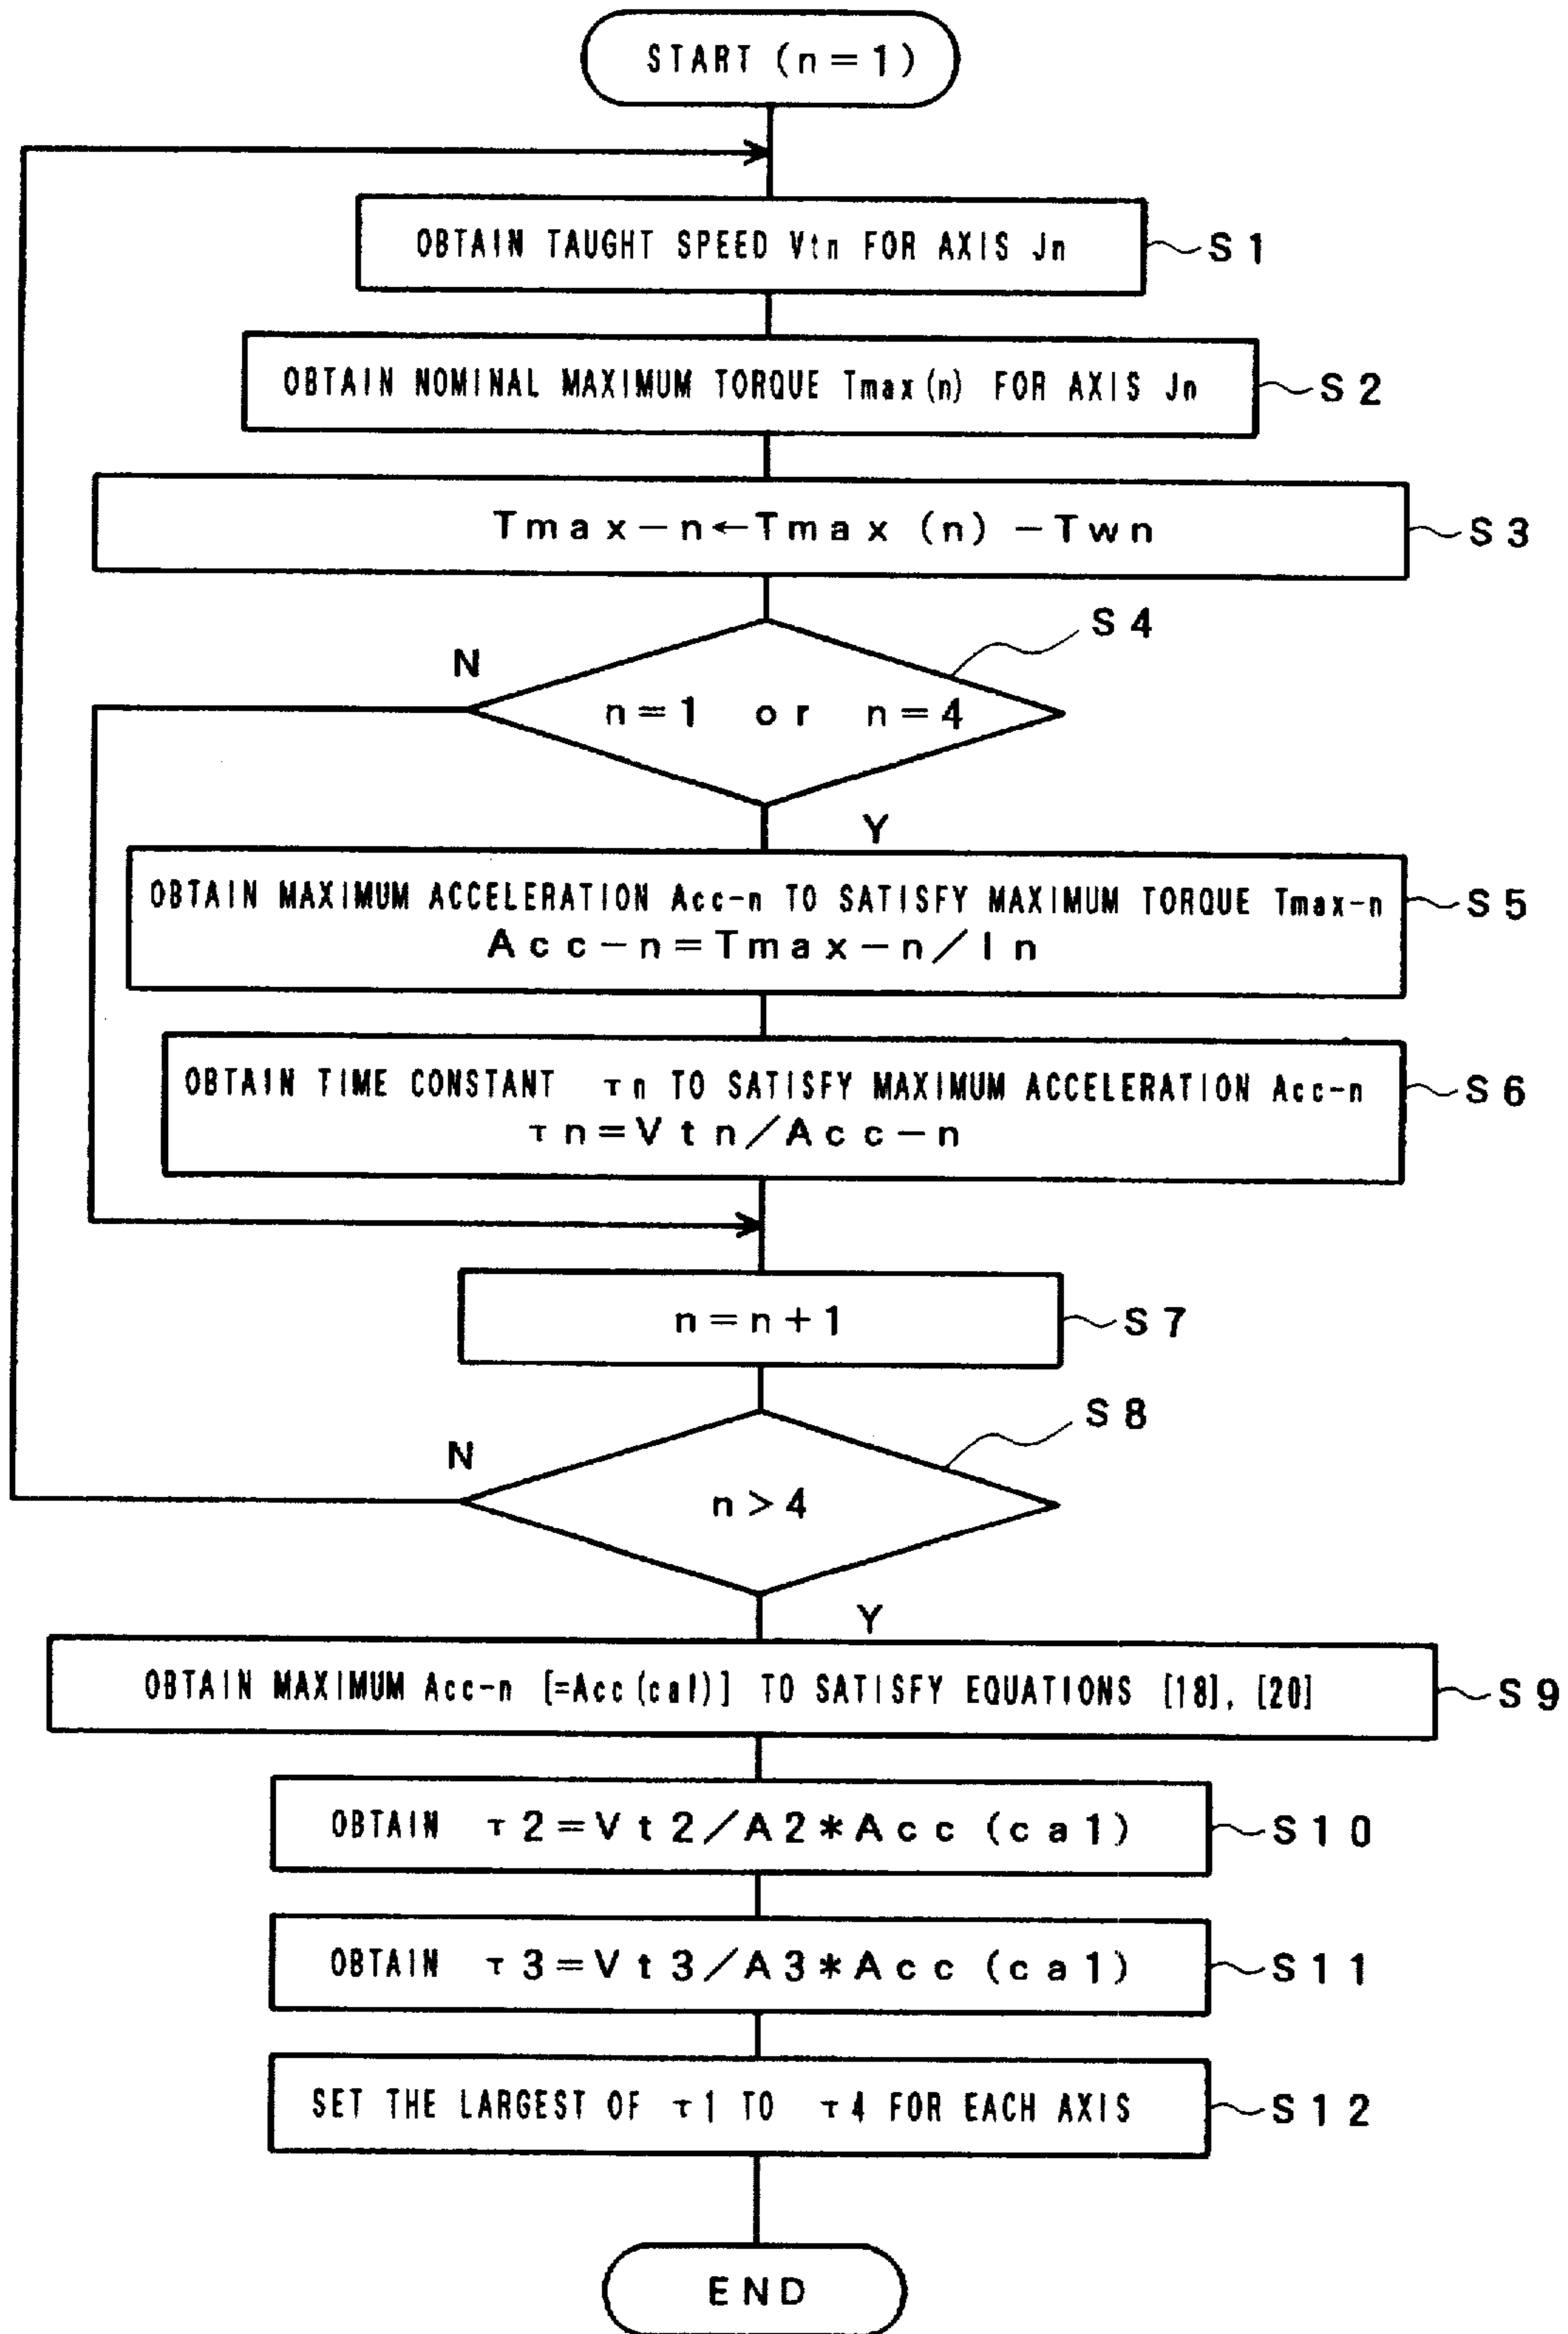 START (n=1)
OBTAIN TAUGHT SPEED Vtn FOR AXIS Jn
S1
OBTAIN NOMINAL MAXIMUM TORQUE Tmax(n) FOR AXIS Jn
S2
Tmax-n←Tmax (n) -Twn
S3
S4
N
n=1 or n=4
Y
OBTAIN MAXIMUM ACCELERATION Acc-n TO SATISFY MAXIMUM TORQUE Tmax-n
Acc-n=Tmax-n/In
S5
OBTAIN TIME CONSTANT τn TO SATISFY MAXIMUM ACCELERATION Acc-n
τn=Vtn/Acc-n
S6
n=n+1
S7
S8
N
n>4
Y
OBTAIN MAXIMUM Acc-n [=Acc(cal)] TO SATISFY EQUATIONS [18], [20]
S9
OBTAIN τ2=Vt2/A2*Acc (cal)
S10
OBTAIN τ3=Vt3/A3*Acc (cal)
S11
SET THE LARGEST OF τ1 TO τ4 FOR EACH AXIS
S12
END